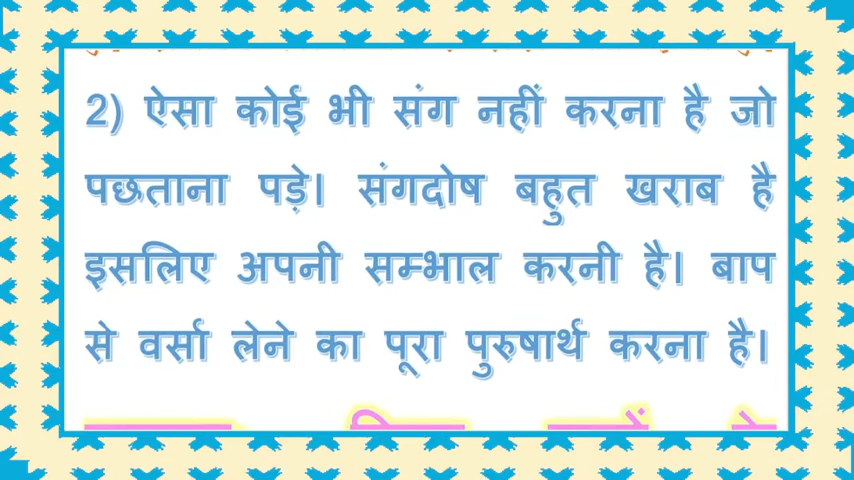 2) ऐसा कोई भी संग नहीं करना है जो
पछताना पड़े। संगदोष बहुत खराब है
इसलिए अपनी सम्भाल करनी है। बाप
से वर्सा लेने का पूरा पुरुषार्थ करना है।